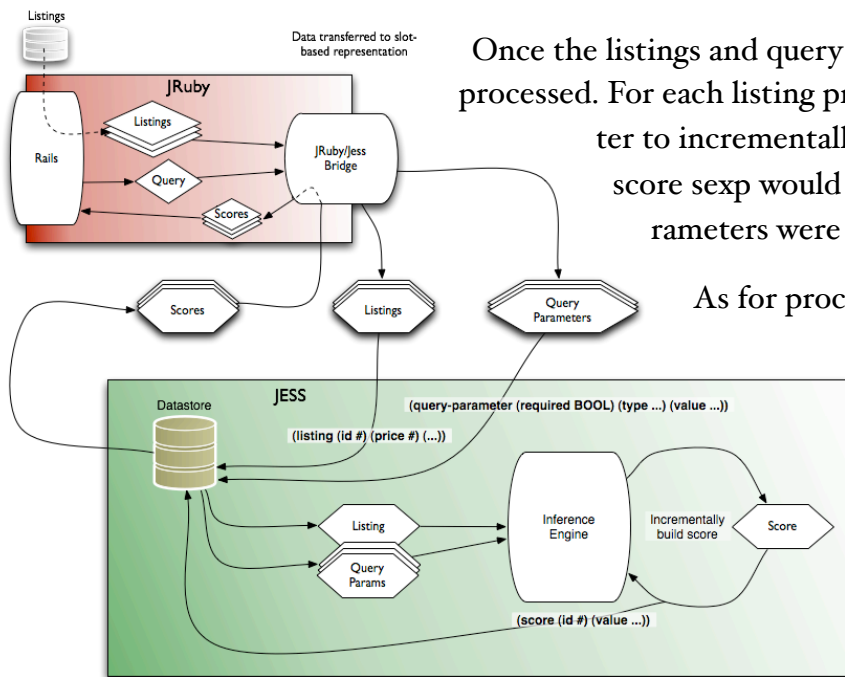 Listings
Data transferred to slot-
based representation
Once the listings and query
processed. For each listing pr
ter to incrementall
score sexp would
rameters were
As for proc
JRuby
Listings
Rails
Query
JRuby/Jess
Bridge
Scores
Scores
Listings
Query
Parameters
JESS
Datastore
(query-parameter (required BOOL) (type ...) (value ...))
(listing (id #) (price #) (...))
Listing
Query
Params
Inference
Engine
Incrementally
build score
Score
(score (id #) (value ...))